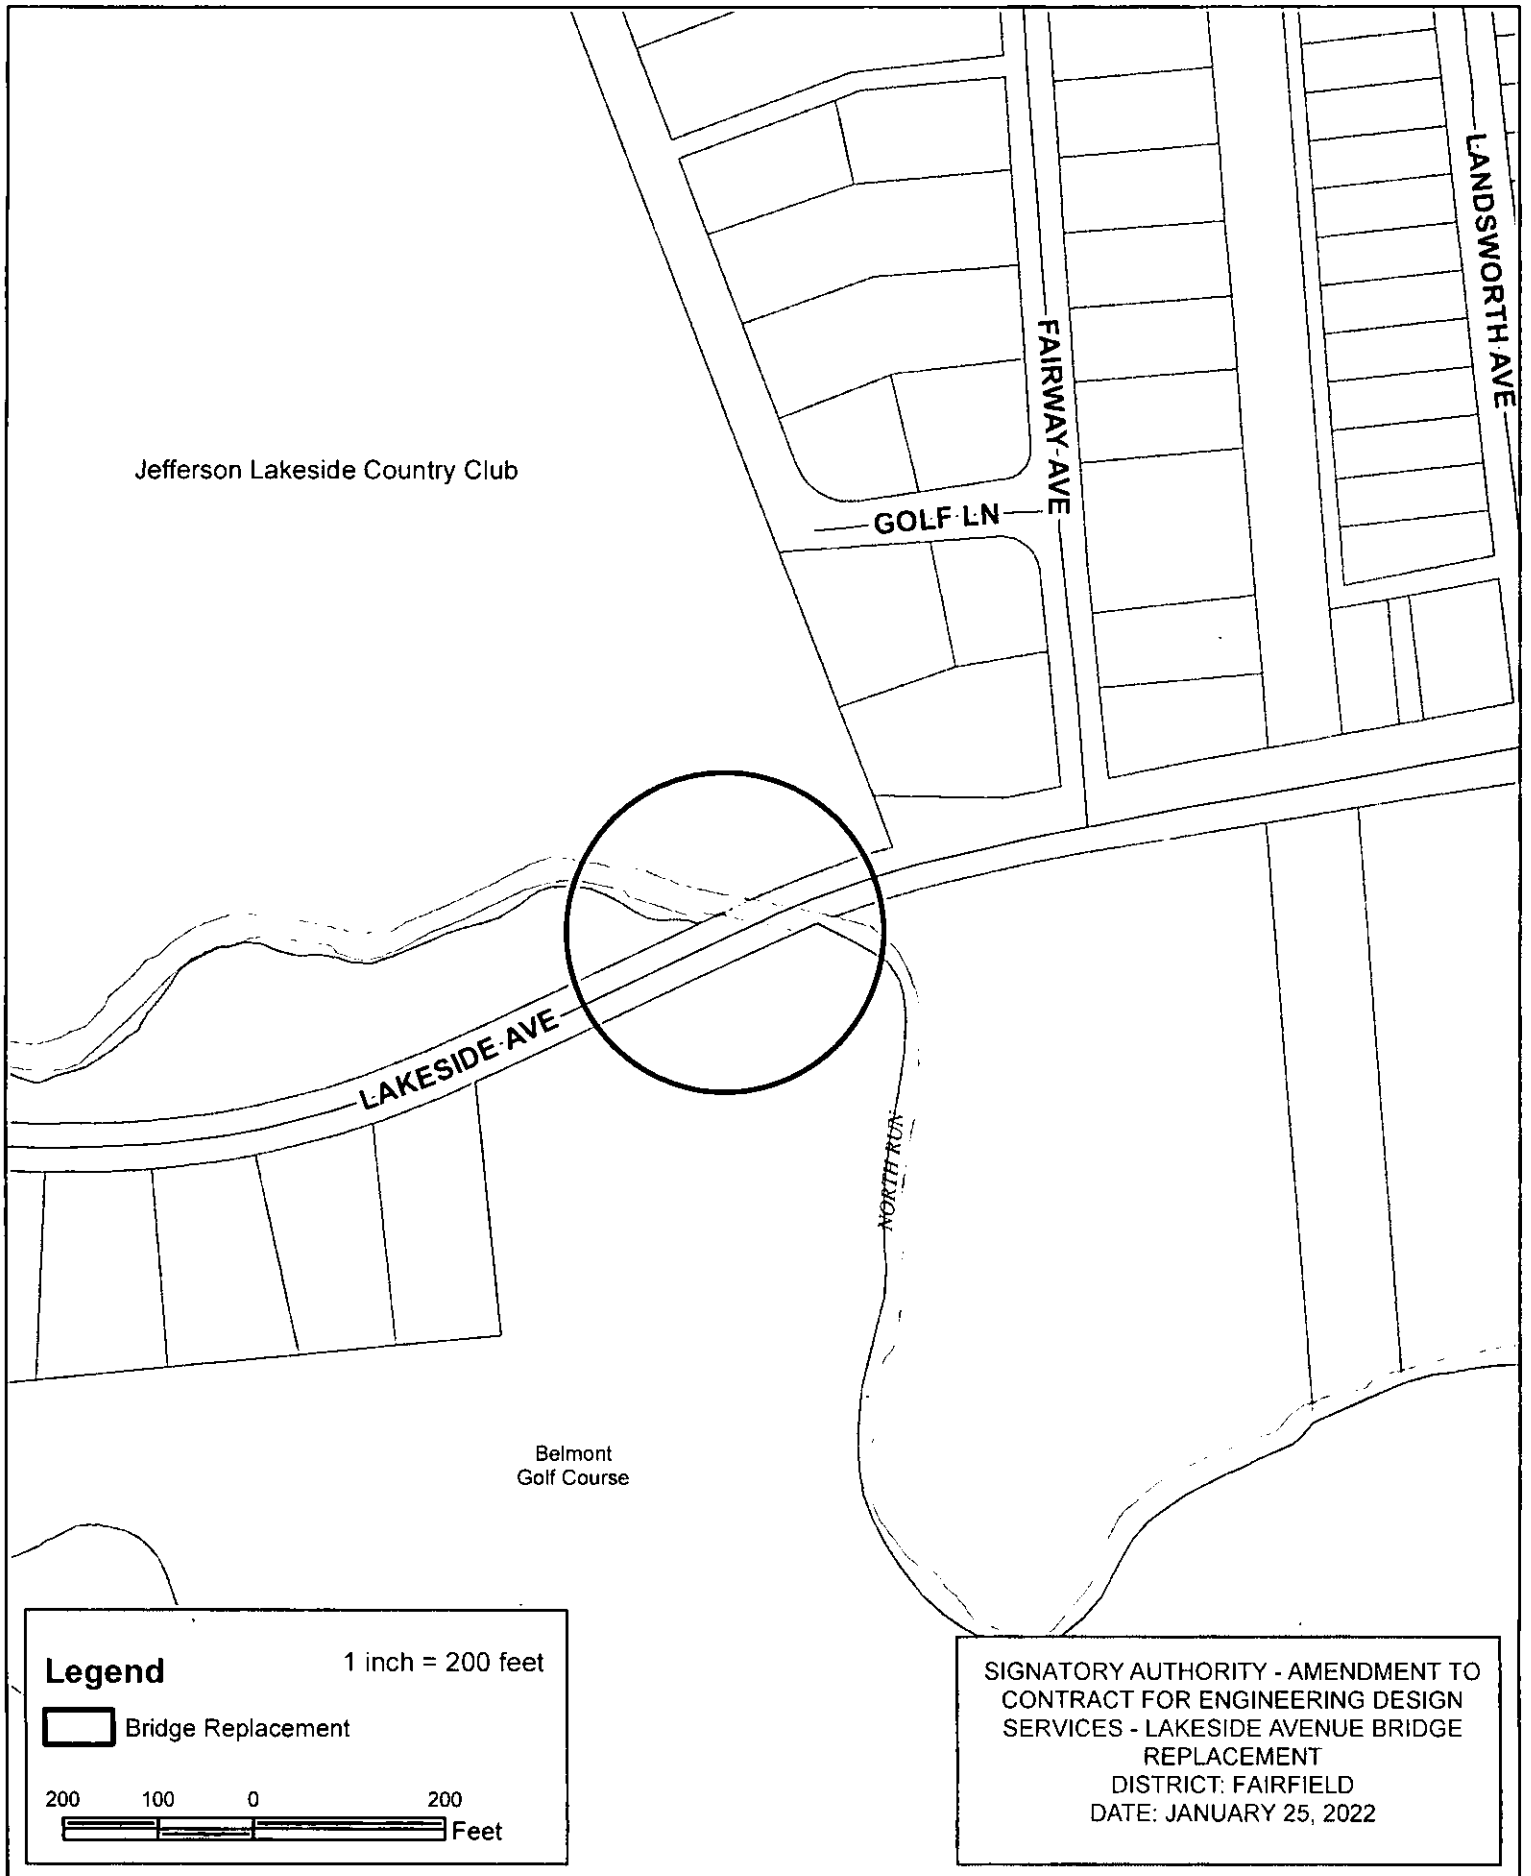 LANDSWORTH AVE
FAIRWAY AVE
Jefferson Lakeside Country Club
GOLF LN
LAKESIDE AVE
NORTH RUN
Belmont
Golf Course
Legend
1 inch = 200 feet
Bridge Replacement
200 100 0 200
Feet
SIGNATORY AUTHORITY - AMENDMENT TO
CONTRACT FOR ENGINEERING DESIGN
SERVICES - LAKESIDE AVENUE BRIDGE
REPLACEMENT
DISTRICT: FAIRFIELD
DATE: JANUARY 25, 2022